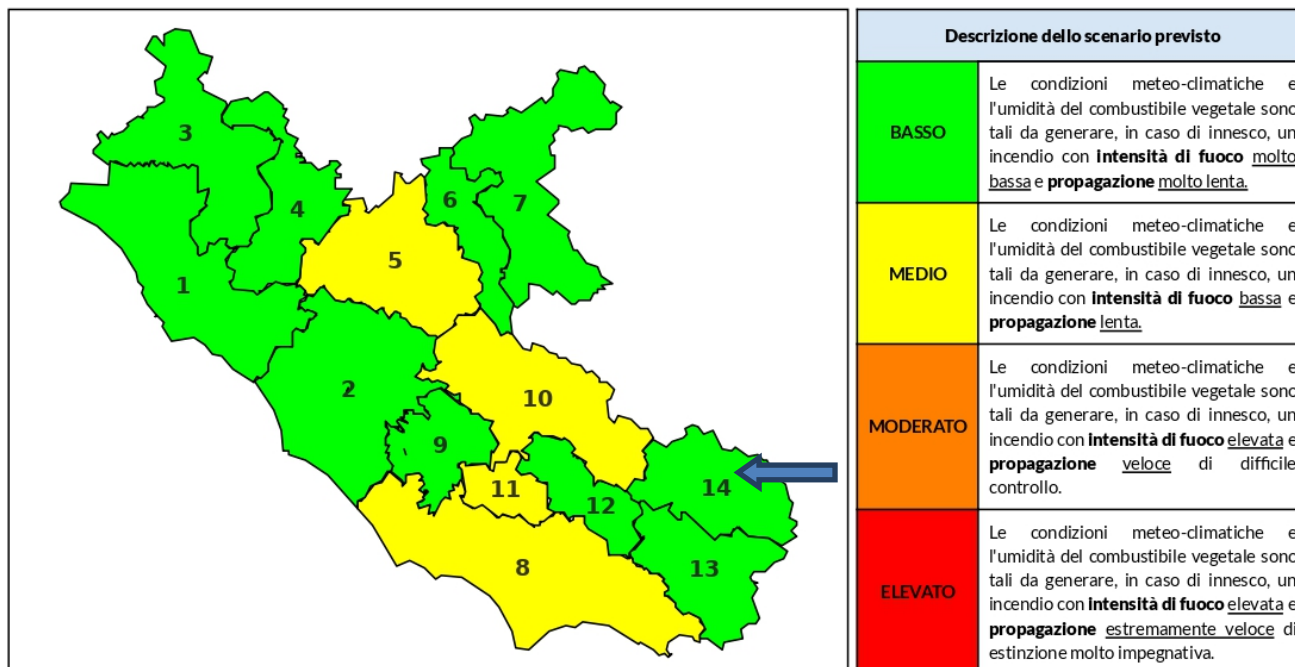 3
4
6
7
5
1
2
10
9
14
11
12
8
13
Descrizione dello scenario previsto
BASSO
Le condizioni meteo-climatiche e
l'umidità del combustibile vegetale sono
tali da generare, in caso di innesco, un
incendio con intensità di fuoco molto
bassa e propagazione molto lenta.
MEDIO
Le condizioni meteo-climatiche e
l'umidità del combustibile vegetale sono
tali da generare, in caso di innesco, un
incendio con intensità di fuoco bassa e
propagazione lenta.
MODERATO
Le condizioni meteo-climatiche e
l'umidità del combustibile vegetale sono
tali da generare, in caso di innesco, un
incendio con intensità di fuoco elevata e
propagazione veloce di difficile
controllo.
ELEVATO
Le condizioni meteo-climatiche e
l'umidità del combustibile vegetale sono
tali da generare, in caso di innesco, un
incendio con intensità di fuoco elevata e
propagazione estremamente veloce di
estinzione molto impegnativa.